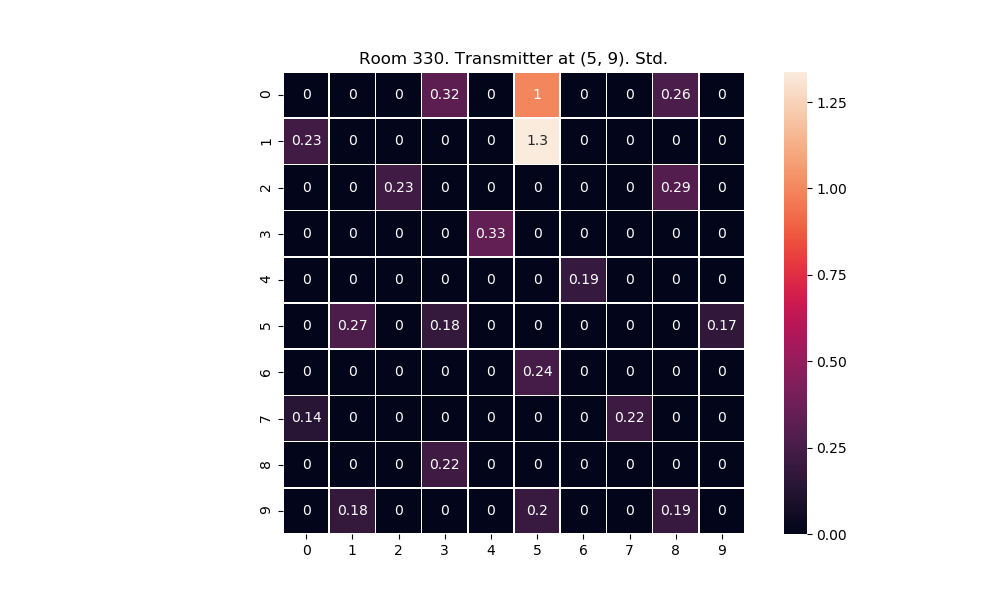 Room 330. Transmitter at (5, 9). Std.
0 0 0 0 0.32 0 1 0 0 0.26 0
1 0.23 0 0 0 0 1.3 0 0 0 0
2 0 0 0.23 0 0 0 0 0 0.29 0
3 0 0 0 0 0.33 0 0 0 0 0
4 0 0 0 0 0 0 0.19 0 0 0
5 0 0.27 0 0.18 0 0 0 0 0 0.17
6 0 0 0 0 0 0.24 0 0 0 0
7 0.14 0 0 0 0 0 0 0.22 0 0
8 0 0 0 0.22 0 0 0 0 0 0
9 0 0.18 0 0 0 0.2 0 0 0.19 0
0 1 2 3 4 5 6 7 8 9
1.25
1.00
0.75
0.50
0.25
0.00